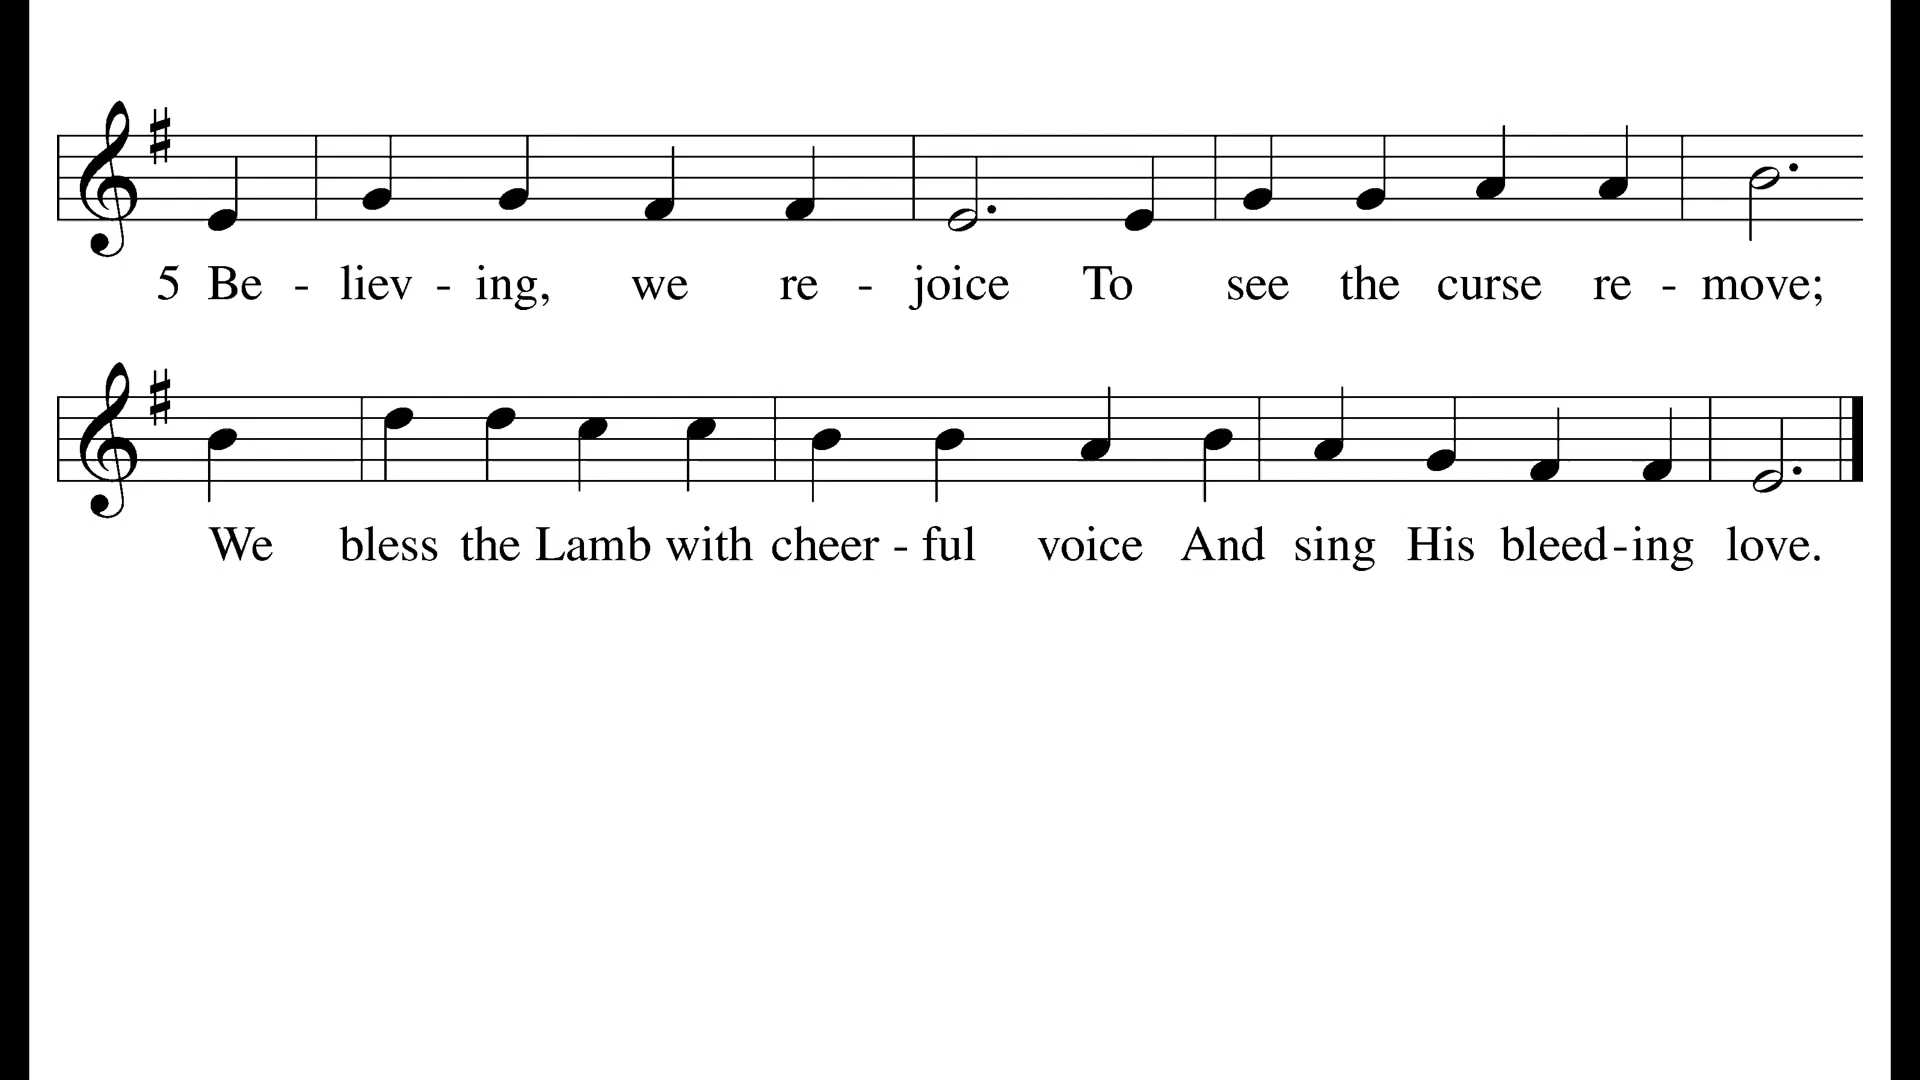 5 Be - liev - ing, we re - joice To see the curse re - move;
We bless the Lamb with cheer - ful voice And sing His bleed - ing love.